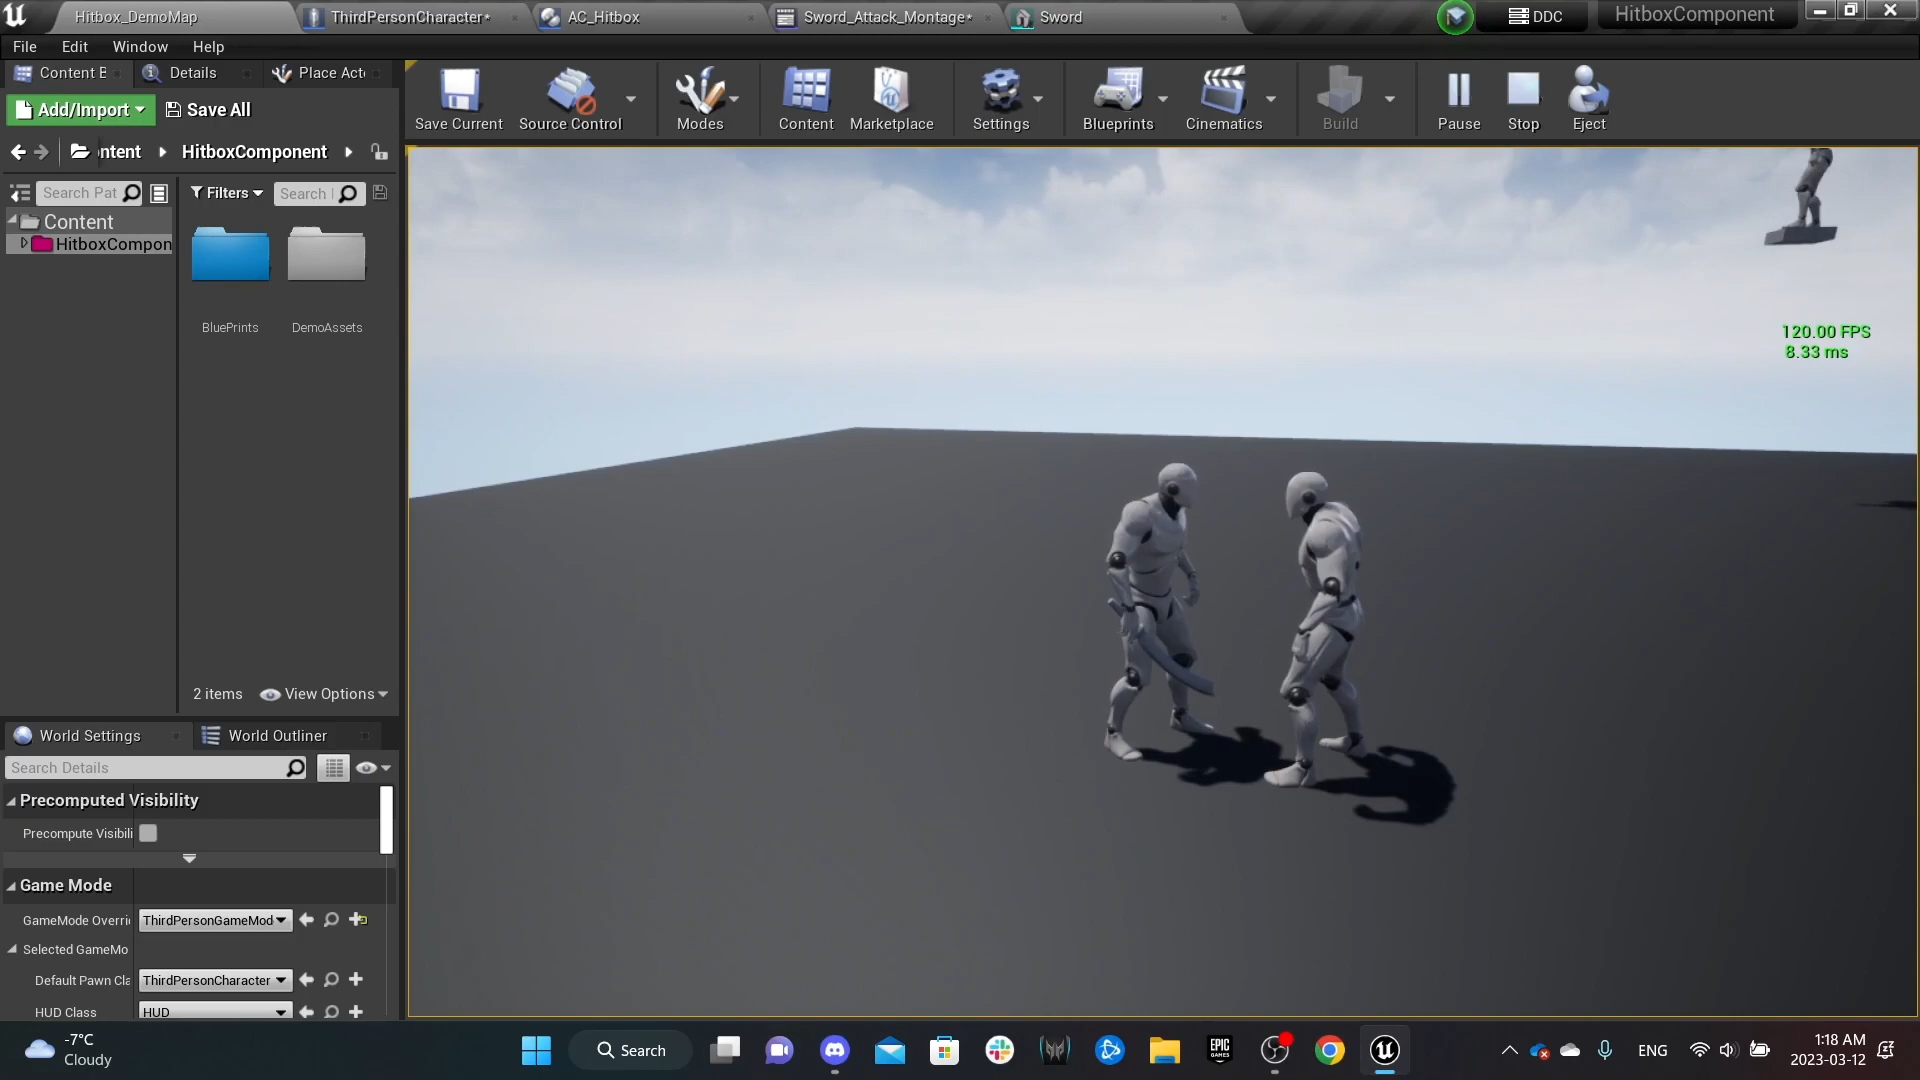 Hitbox_DemoMap
ThirdPersonCharacter*
AC_Hitbox
Sword_Attack_Montage*
Sword
DDC
HitboxComponent
File Edit Window Help
Content B
Details
Place Act
Add/Import
Save All
Save Current
Source Control
Modes
Content
Marketplace
Settings
Blueprints
Cinematics
Build
Pause
Stop
Eject
ntent
HitboxComponent
Search Pat
Filters
Search
Content
HitboxCompon
BluePrints
DemoAssets
120.00 FPS
8.33 ms
2 items
View Options
World Settings
World Outliner
Search Details
Precomputed Visibility
Precompute Visibili
Game Mode
GameMode Overri
ThirdPersonGameMod
Selected GameMo
Default Pawn Cla
ThirdPersonCharacter
HUD Class
HUD
-7°C
Cloudy
Search
EPIC
GAMES
ENG
1:18 AM
2023-03-12